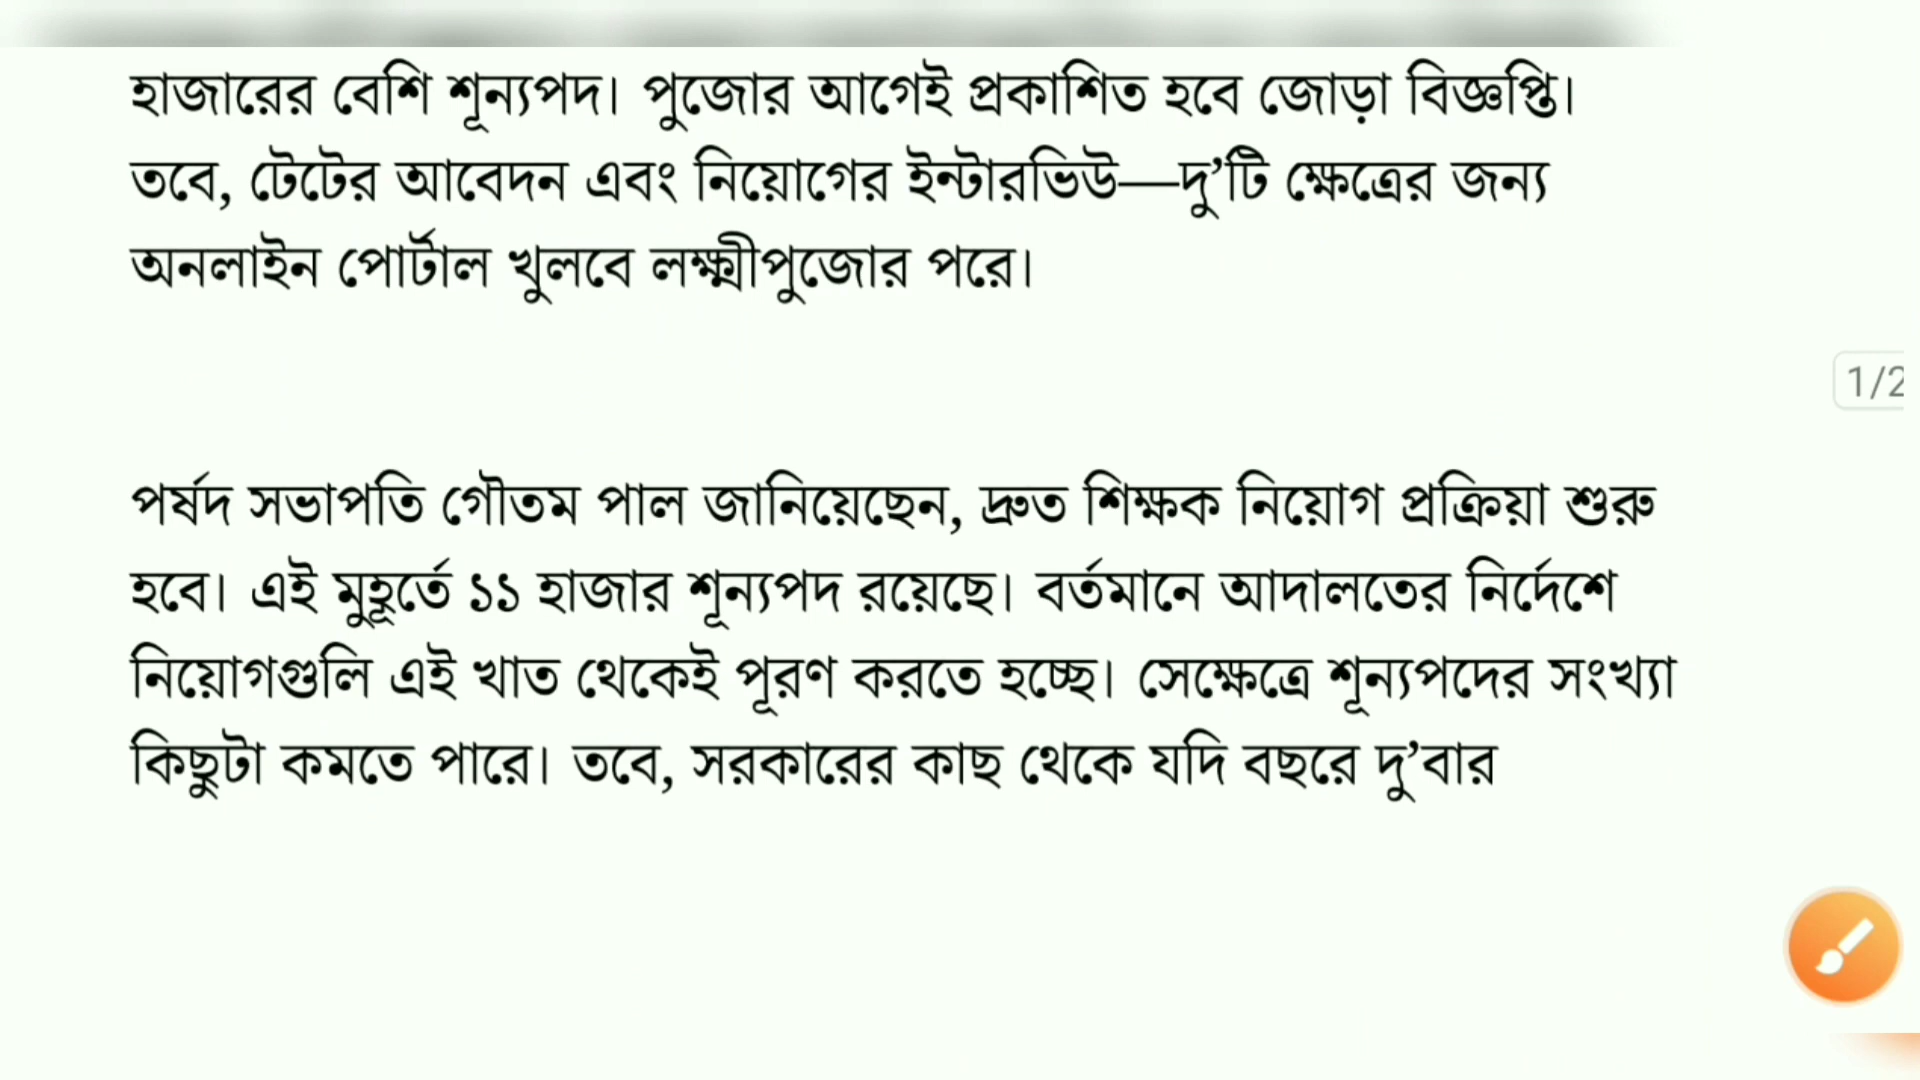 হাজারের বেশি শূন্যপদ। পুজোর আগেই প্রকাশিত হবে জোড়া বিজ্ঞপ্তি।
তবে, টেটের আবেদন এবং নিয়োগের ইন্টারভিউ—দু’টি ক্ষেত্রের জন্য
অনলাইন পোর্টাল খুলবে লক্ষ্মীপুজোর পরে।
1/2
পর্ষদ সভাপতি গৌতম পাল জানিয়েছেন, দ্রুত শিক্ষক নিয়োগ প্রক্রিয়া শুরু
হবে। এই মুহূর্তে ১১ হাজার শূন্যপদ রয়েছে। বর্তমানে আদালতের নির্দেশে
নিয়োগগুলি এই খাত থেকেই পূরণ করতে হচ্ছে। সেক্ষেত্রে শূন্যপদের সংখ্যা
কিছুটা কমতে পারে। তবে, সরকারের কাছ থেকে যদি বছরে দু’বার